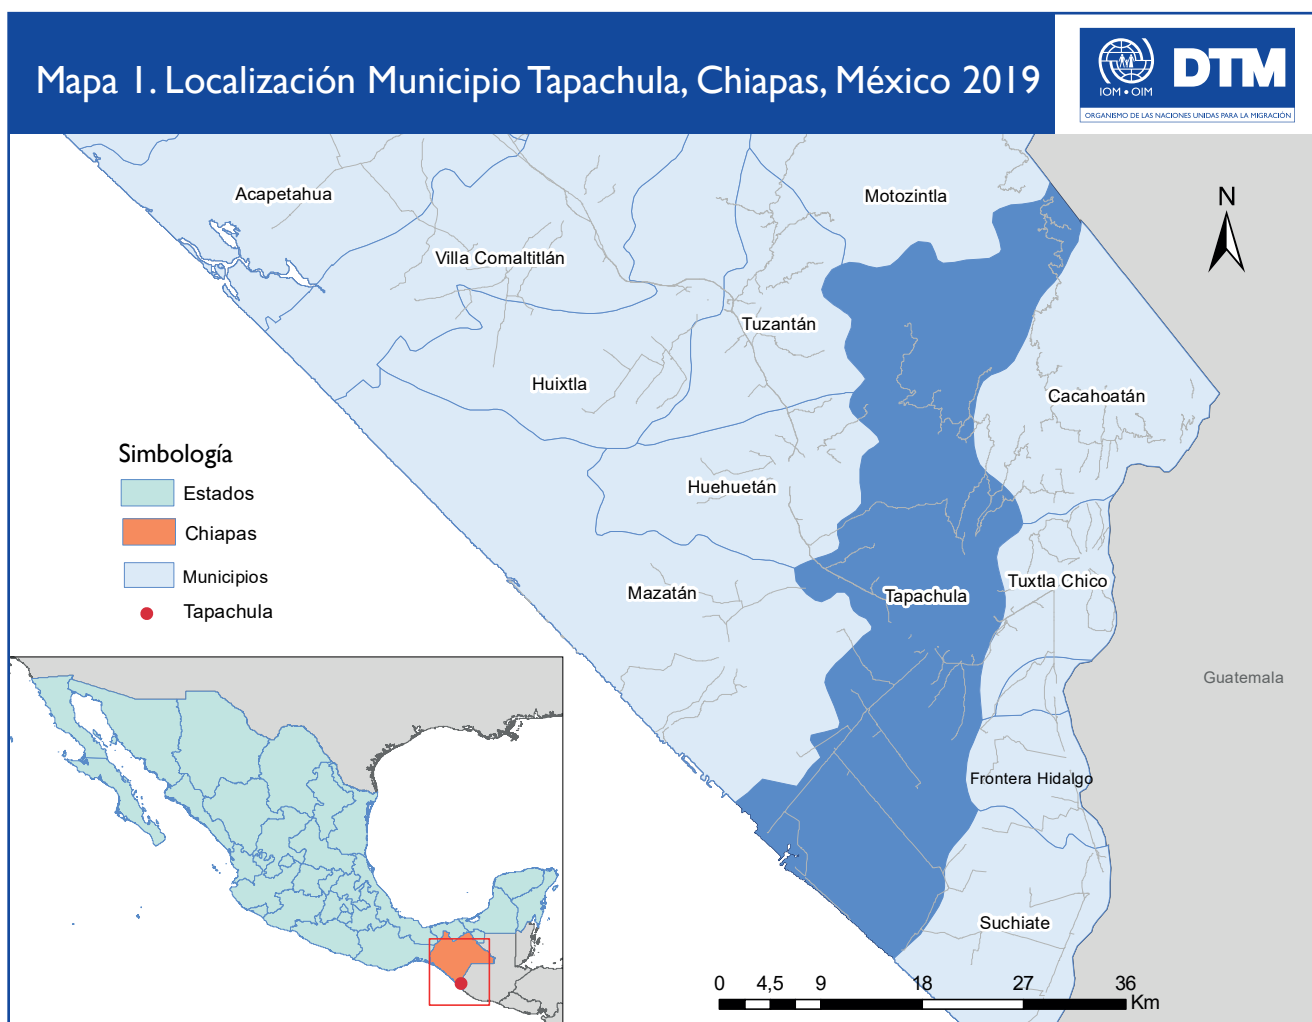 Mapa 1. Localización Municipio Tapachula, Chiapas, México 2019
IOM • OIM
DTM
ORGANISMO DE LAS NACIONES UNIDAS PARA LA MIGRACIÓN
Acapetahua
Motozintla
N
Villa Comaltitlán
Tuzantán
Huixtla
Cacahoatán
Huehuetán
Mazatán
Tapachula
Tuxtla Chico
Guatemala
Frontera Hidalgo
Suchiate
Simbología
Estados
Chiapas
Municipios
Tapachula
0 4,5 9 18 27 36
Km